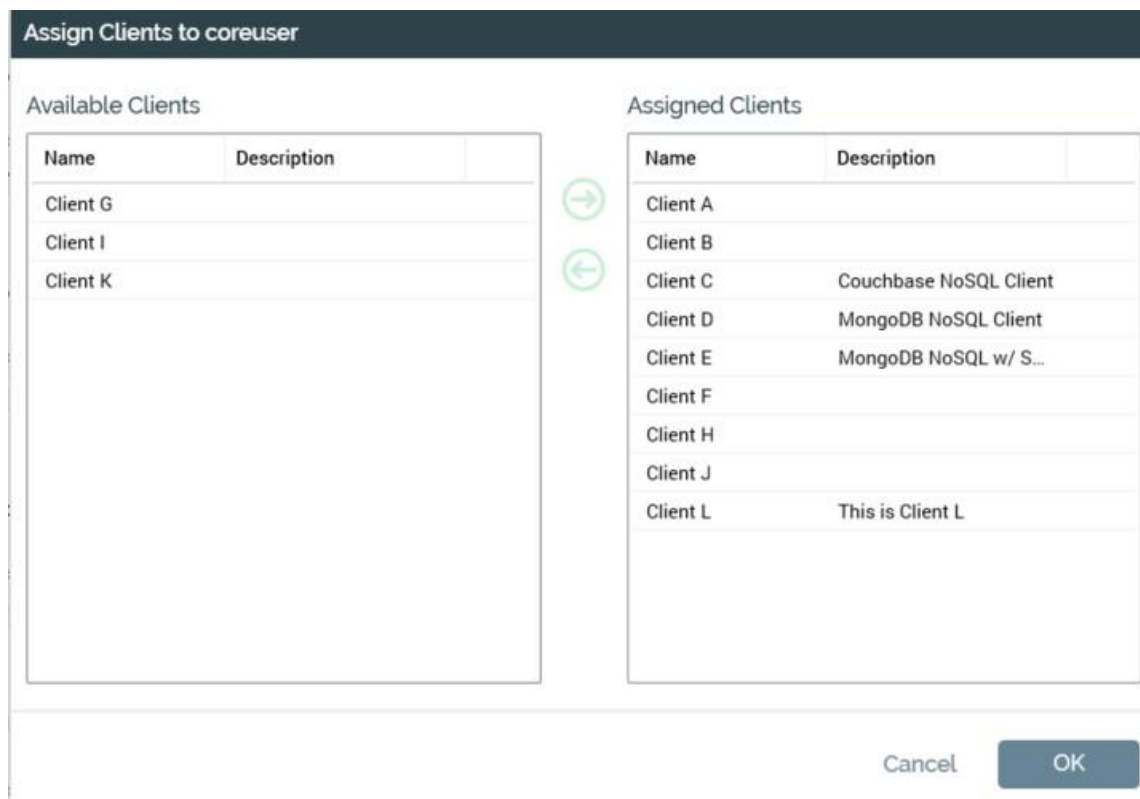 Assign Clients to coreuser
Available Clients
Name Description
Client G
Client I
Client K
Assigned Clients
Name Description
Client A
Client B
Client C Couchbase NoSQL Client
Client D MongoDB NoSQL Client
Client E MongoDB NoSQL w/ S...
Client F
Client H
Client J
Client L This is Client L
Cancel OK